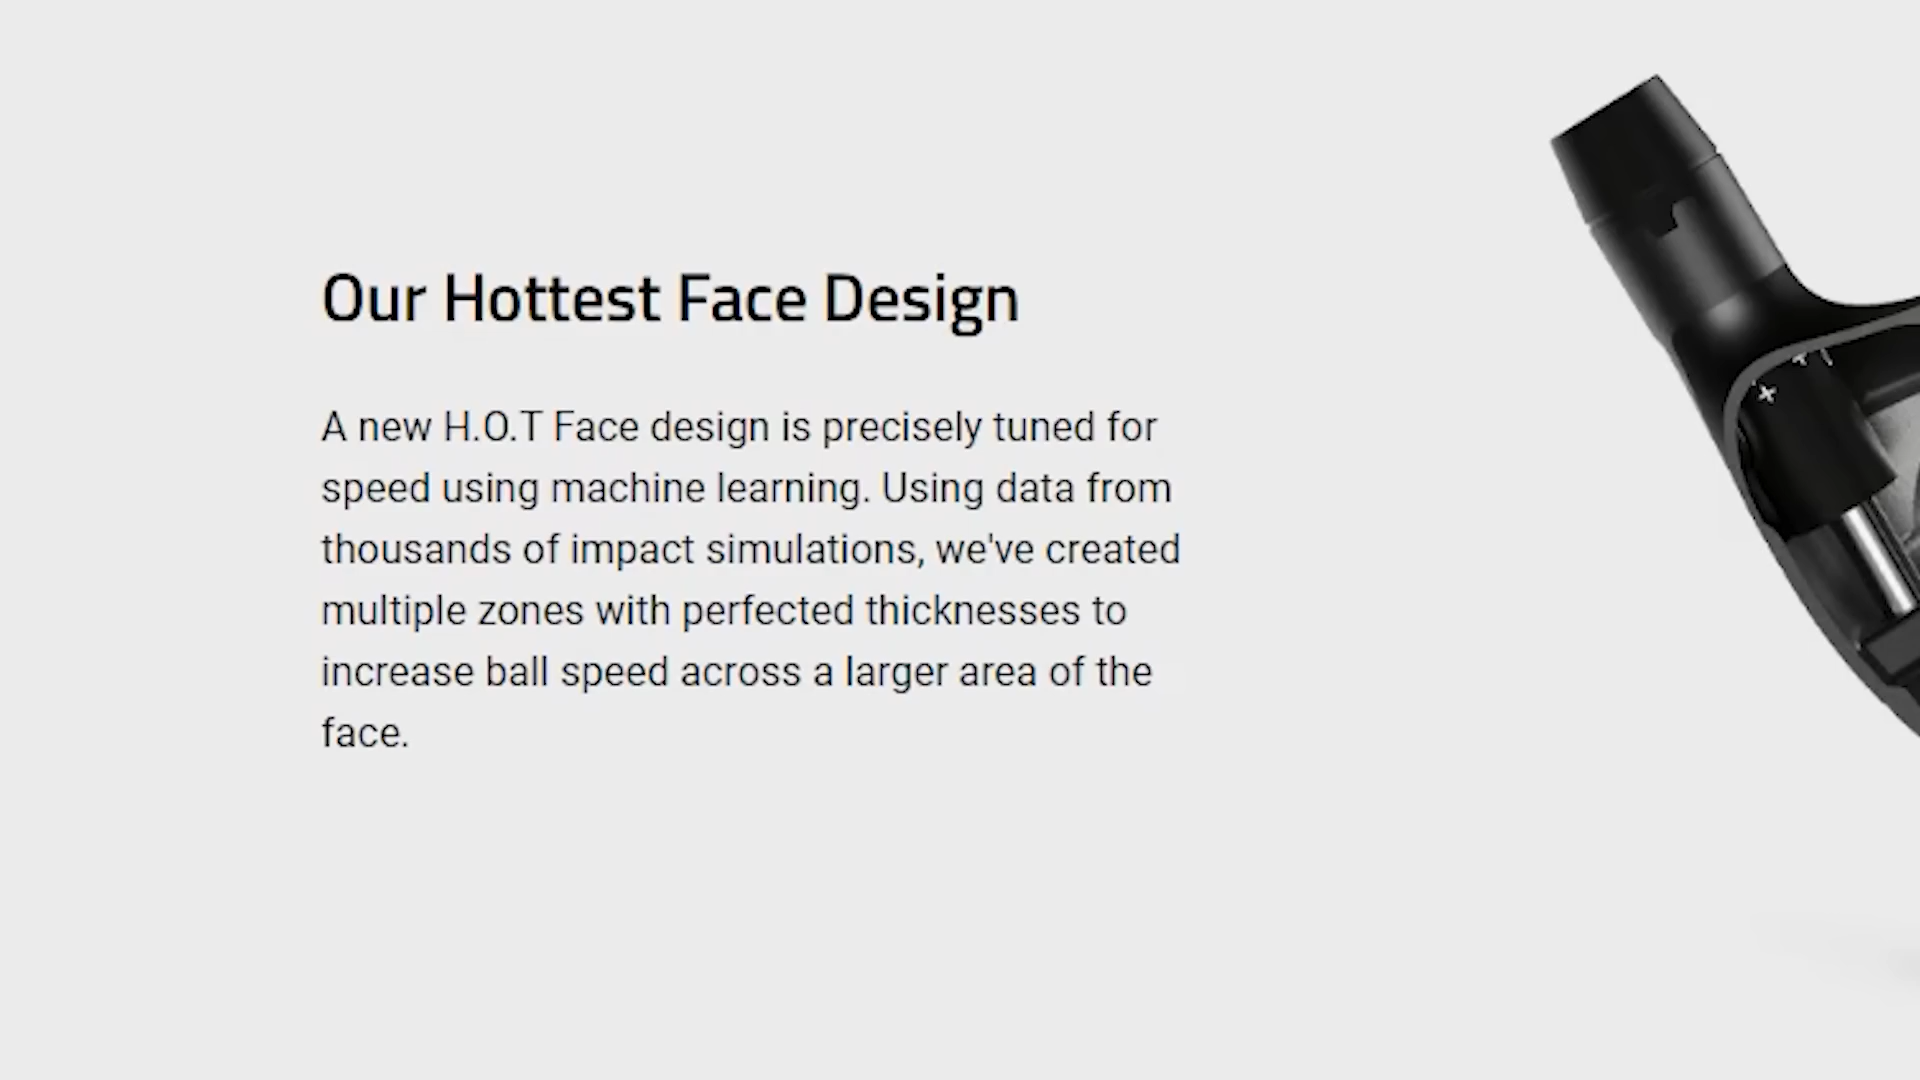 Our Hottest Face Design
A new H.O.T Face design is precisely tuned for
speed using machine learning. Using data from
thousands of impact simulations, we've created
multiple zones with perfected thicknesses to
increase ball speed across a larger area of the
face.